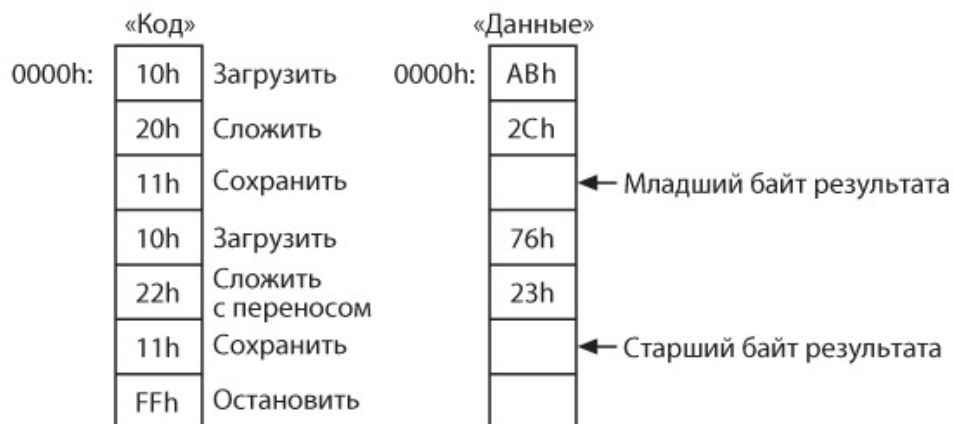 «Код» «Данные»
0000h: 10h Загрузить 0000h: ABh
20h Сложить 2Ch
11h Сохранить Младший байт результата
10h Загрузить 76h
22h Сложить с переносом 23h
11h Сохранить Старший байт результата
FFh Остановить